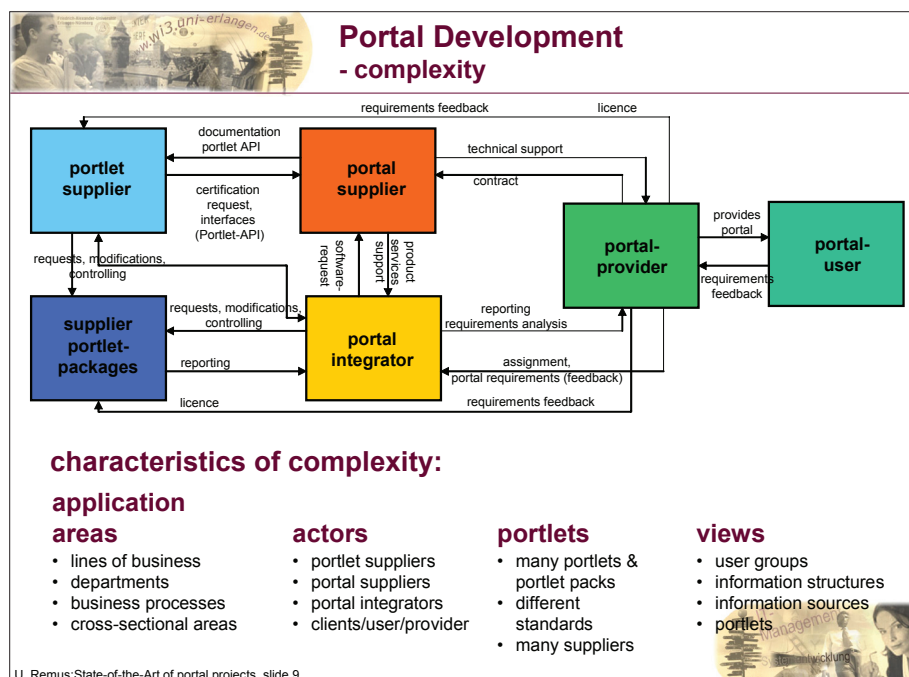 www.wi3.uni-erlangen.de
Portal Development
- complexity
requirements feedback
licence
documentation
portlet API
technical support
contract
portlet
supplier
portal
supplier
certification
request,
interfaces
(Portlet-API)
portal-
provider
provides
portal
portal-
user
requirements
feedback
requests, modifications,
controlling
software-
request
product
services
support
supplier
portlet-
packages
requests, modifications,
controlling
reporting
portal
integrator
reporting
requirements analysis
assignment,
portal requirements (feedback)
licence
requirements feedback
characteristics of complexity:
application
areas
• lines of business
• departments
• business processes
• cross-sectional areas
actors
• portlet suppliers
• portal suppliers
• portal integrators
• clients/user/provider
portlets
• many portlets &
portlet packs
• different
standards
• many suppliers
views
• user groups
• information structures
• information sources
• portlets
Management
U. Remus:State-of-the-Art of portal projects, slide 9